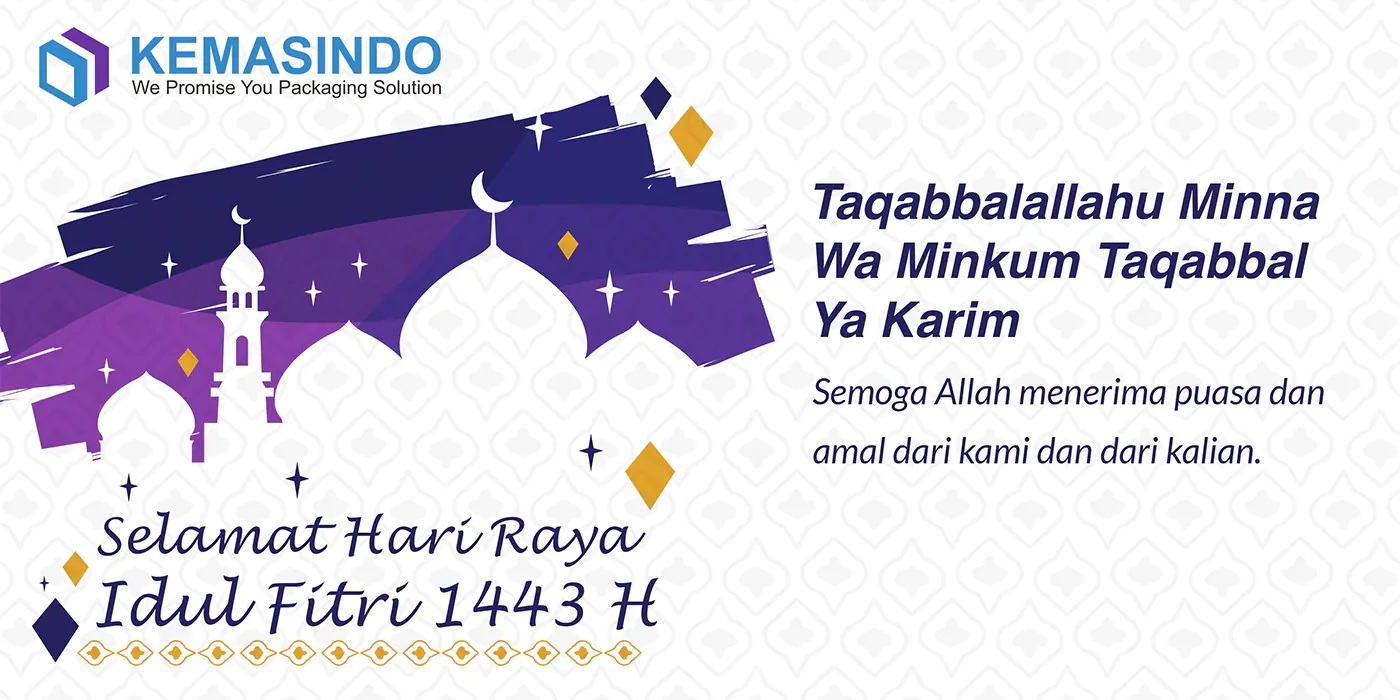 KEMASINDO
We Promise You Packaging Solution
Taqabbalallahu Minna
Wa Minkum Taqabbal
Ya Karim
Semoga Allah menerima puasa dan
amal dari kami dan dari kalian.
Selamat Hari Raya
Idul Fitri 1443 H